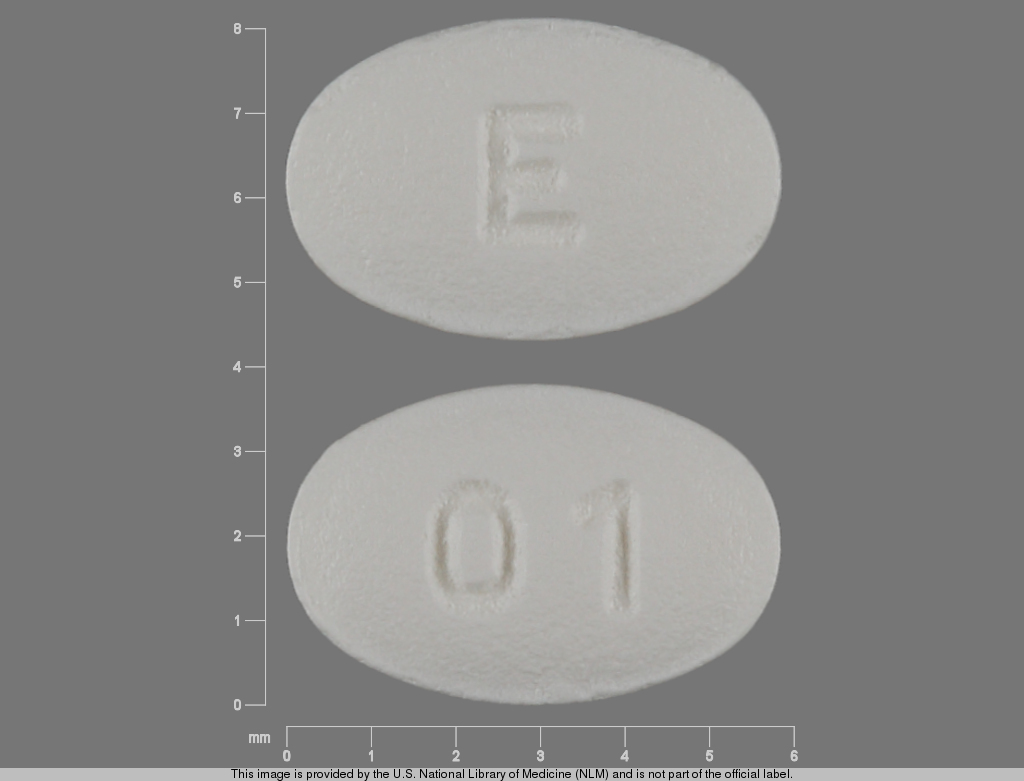 8
7
6
5
4
3
2
1
0
E
01
mm
0 1 2 3 4 5 6
This image is provided by the U.S. National Library of Medicine (NLM) and is not part of the official label.